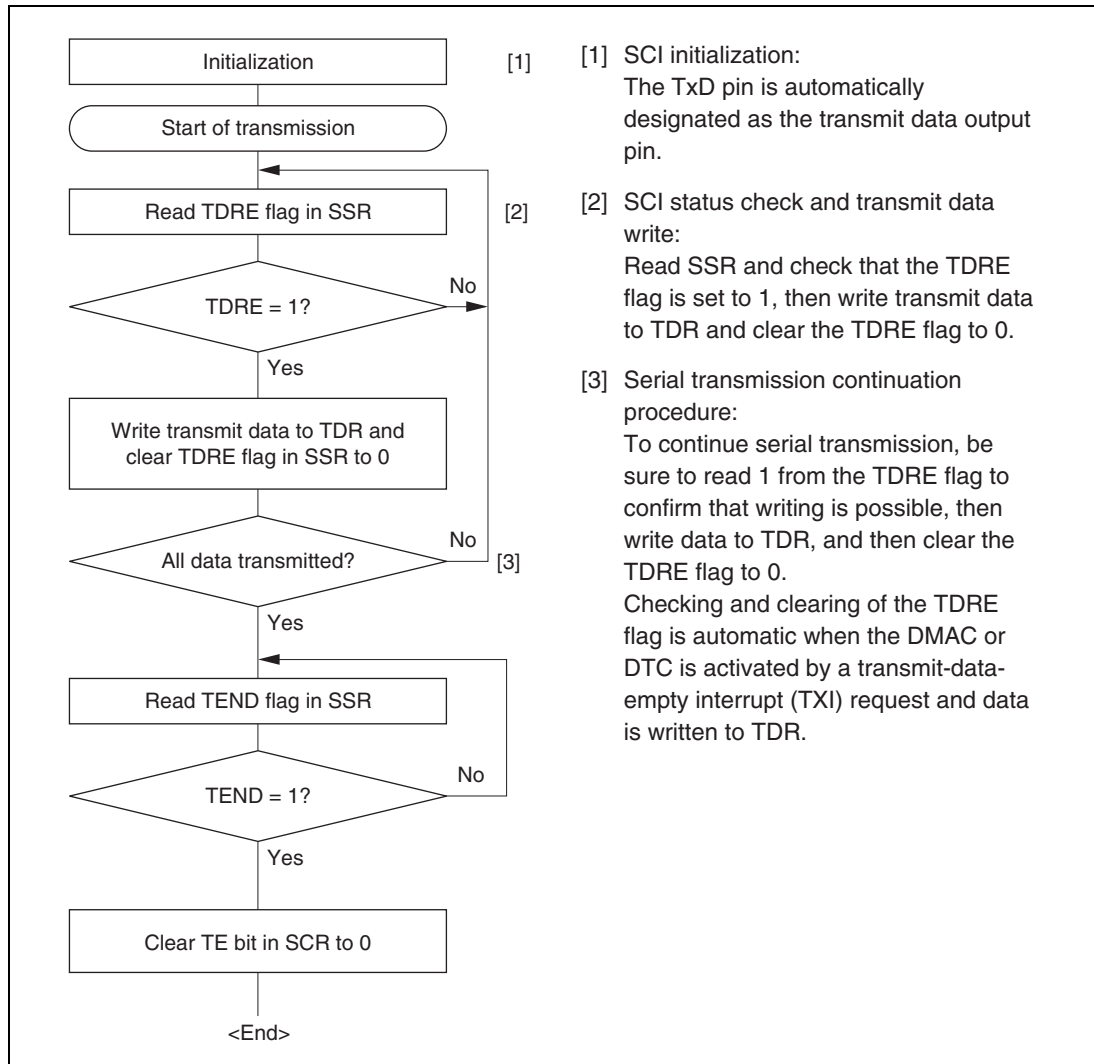 Initialization
[1]
Start of transmission
Read TDRE flag in SSR
[2]
TDRE = 1?
No
Yes
Write transmit data to TDR and
clear TDRE flag in SSR to 0
All data transmitted?
No
[3]
Yes
Read TEND flag in SSR
TEND = 1?
No
Yes
Clear TE bit in SCR to 0
<End>
[1] SCI initialization:
The TxD pin is automatically
designated as the transmit data output
pin.
[2] SCI status check and transmit data
write:
Read SSR and check that the TDRE
flag is set to 1, then write transmit data
to TDR and clear the TDRE flag to 0.
[3] Serial transmission continuation
procedure:
To continue serial transmission, be
sure to read 1 from the TDRE flag to
confirm that writing is possible, then
write data to TDR, and then clear the
TDRE flag to 0.
Checking and clearing of the TDRE
flag is automatic when the DMAC or
DTC is activated by a transmit-data-
empty interrupt (TXI) request and data
is written to TDR.